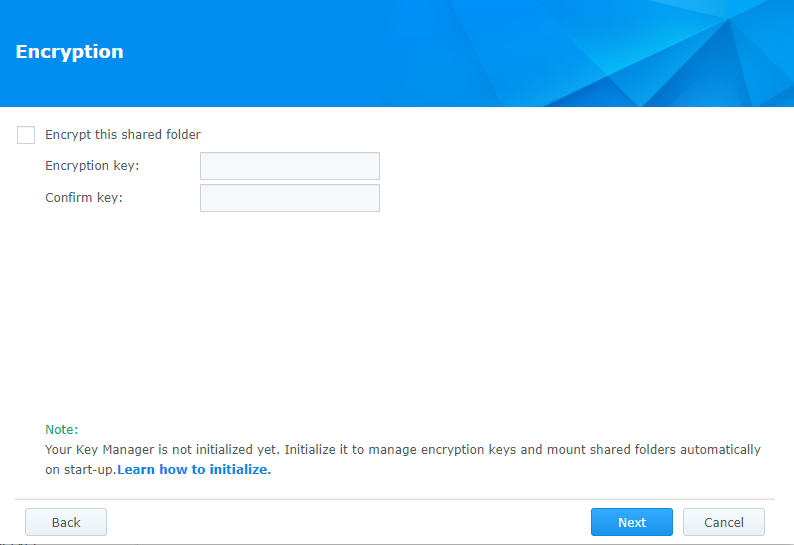 Encryption
Encrypt this shared folder
Encryption key:
Confirm key:
Note:
Your Key Manager is not initialized yet. Initialize it to manage encryption keys and mount shared folders automatically
on start-up.Learn how to initialize.
Back
Next
Cancel